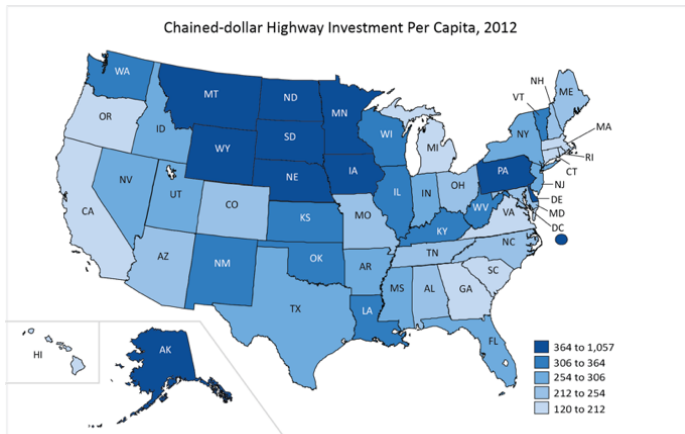 Chained-dollar Highway Investment Per Capita, 2012
WA
MT
ND
MN
NH
ME
VT
OR
ID
SD
WI
NY
MA
WY
MI
RI
CT
NE
IA
PA
NJ
NV
UT
CO
IL
IN
OH
DE
MD
CA
KS
MO
WV
VA
DC
KY
AZ
NM
OK
AR
TN
NC
SC
TX
LA
MS
AL
GA
FL
HI
AK
364 to 1,057
306 to 364
254 to 306
212 to 254
120 to 212